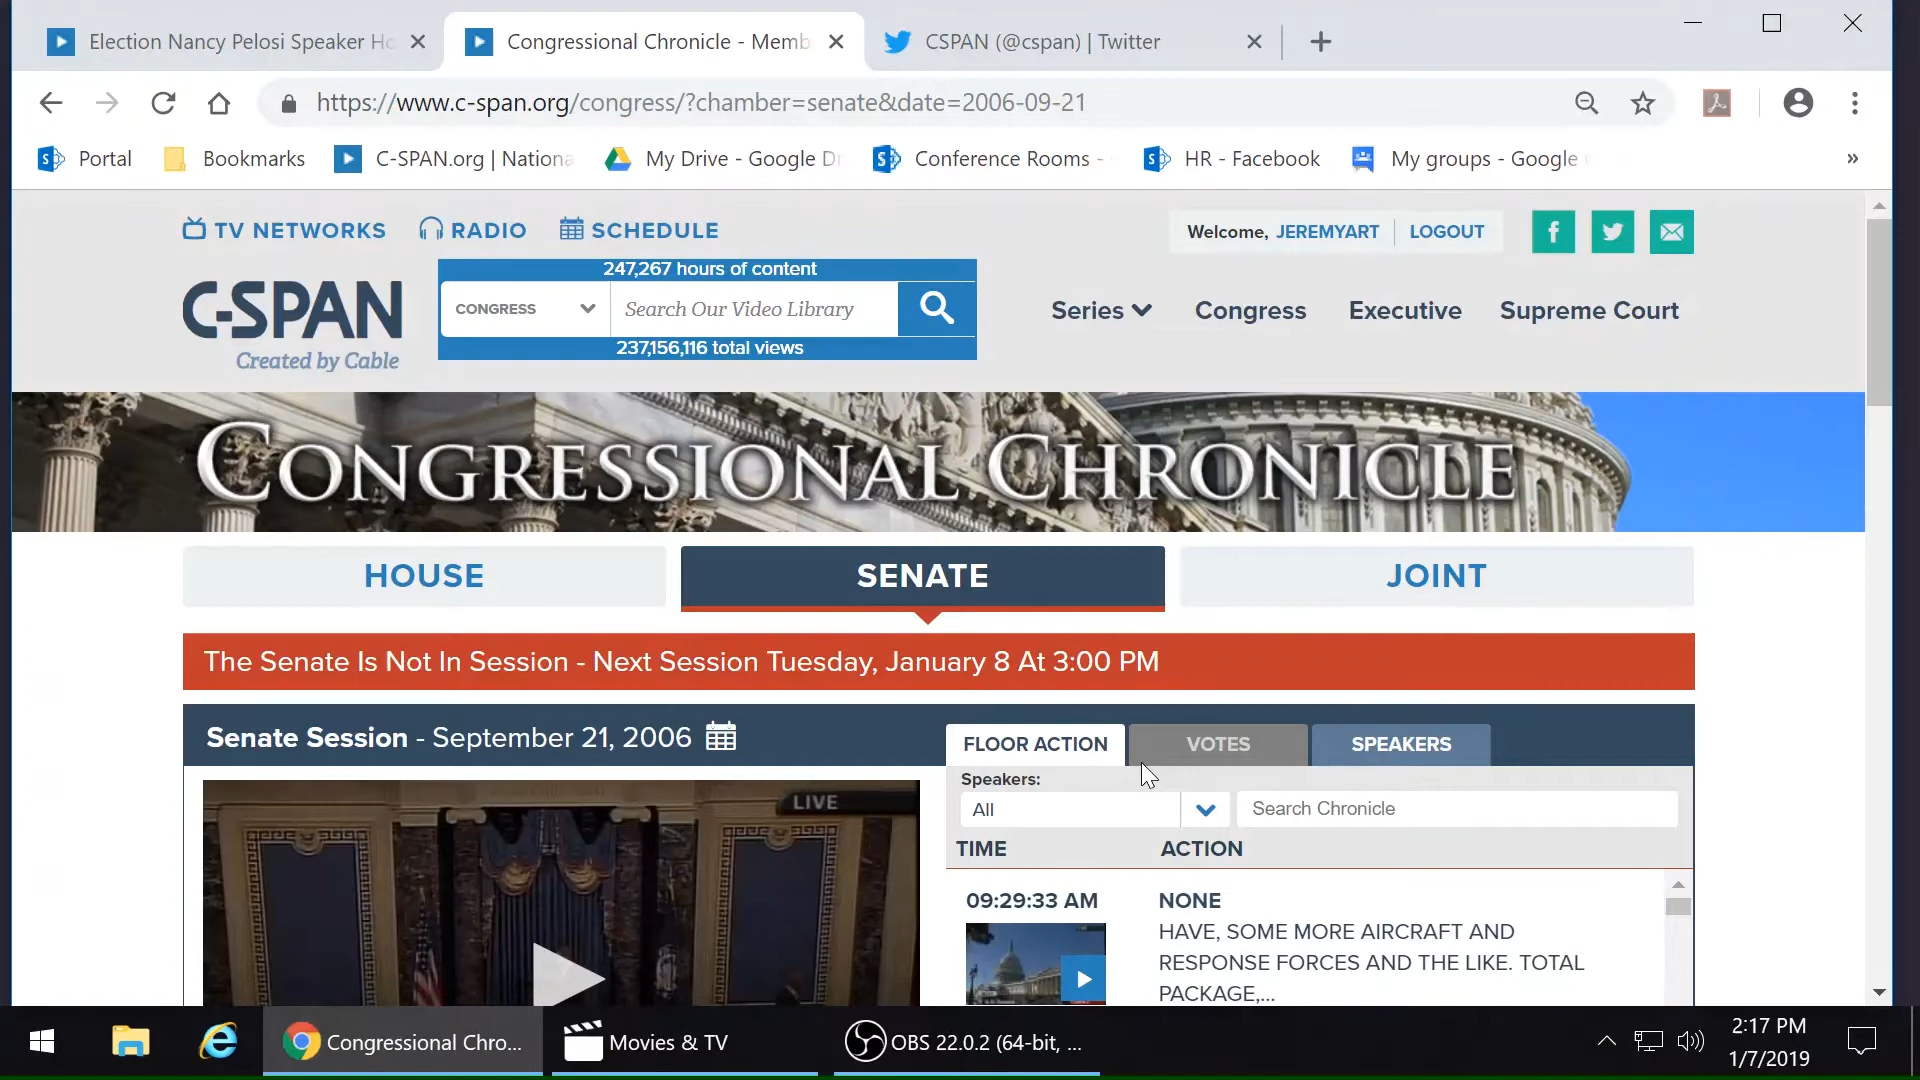 Election Nancy Pelosi Speaker Ho
Congressional Chronicle - Memb
CSPAN (@cspan) | Twitter
https://www.c-span.org/congress/?chamber=senate&date=2006-09-21
Portal
Bookmarks
C-SPAN.org | Nationa
My Drive - Google Dr
Conference Rooms -
HR - Facebook
My groups - Google
TV NETWORKS
RADIO
SCHEDULE
Welcome, JEREMYART
LOGOUT
247,267 hours of content
C-SPAN
Created by Cable
CONGRESS
Search Our Video Library
237,156,116 total views
Series
Congress
Executive
Supreme Court
CONGRESSIONAL CHRONICLE
HOUSE
SENATE
JOINT
The Senate Is Not In Session - Next Session Tuesday, January 8 At 3:00 PM
Senate Session - September 21, 2006
LIVE
FLOOR ACTION
VOTES
SPEAKERS
Speakers:
All
Search Chronicle
TIME
ACTION
09:29:33 AM
NONE
HAVE, SOME MORE AIRCRAFT AND
RESPONSE FORCES AND THE LIKE. TOTAL
PACKAGE,...
Congressional Chro...
Movies & TV
OBS 22.0.2 (64-bit, ...
2:17 PM
1/7/2019